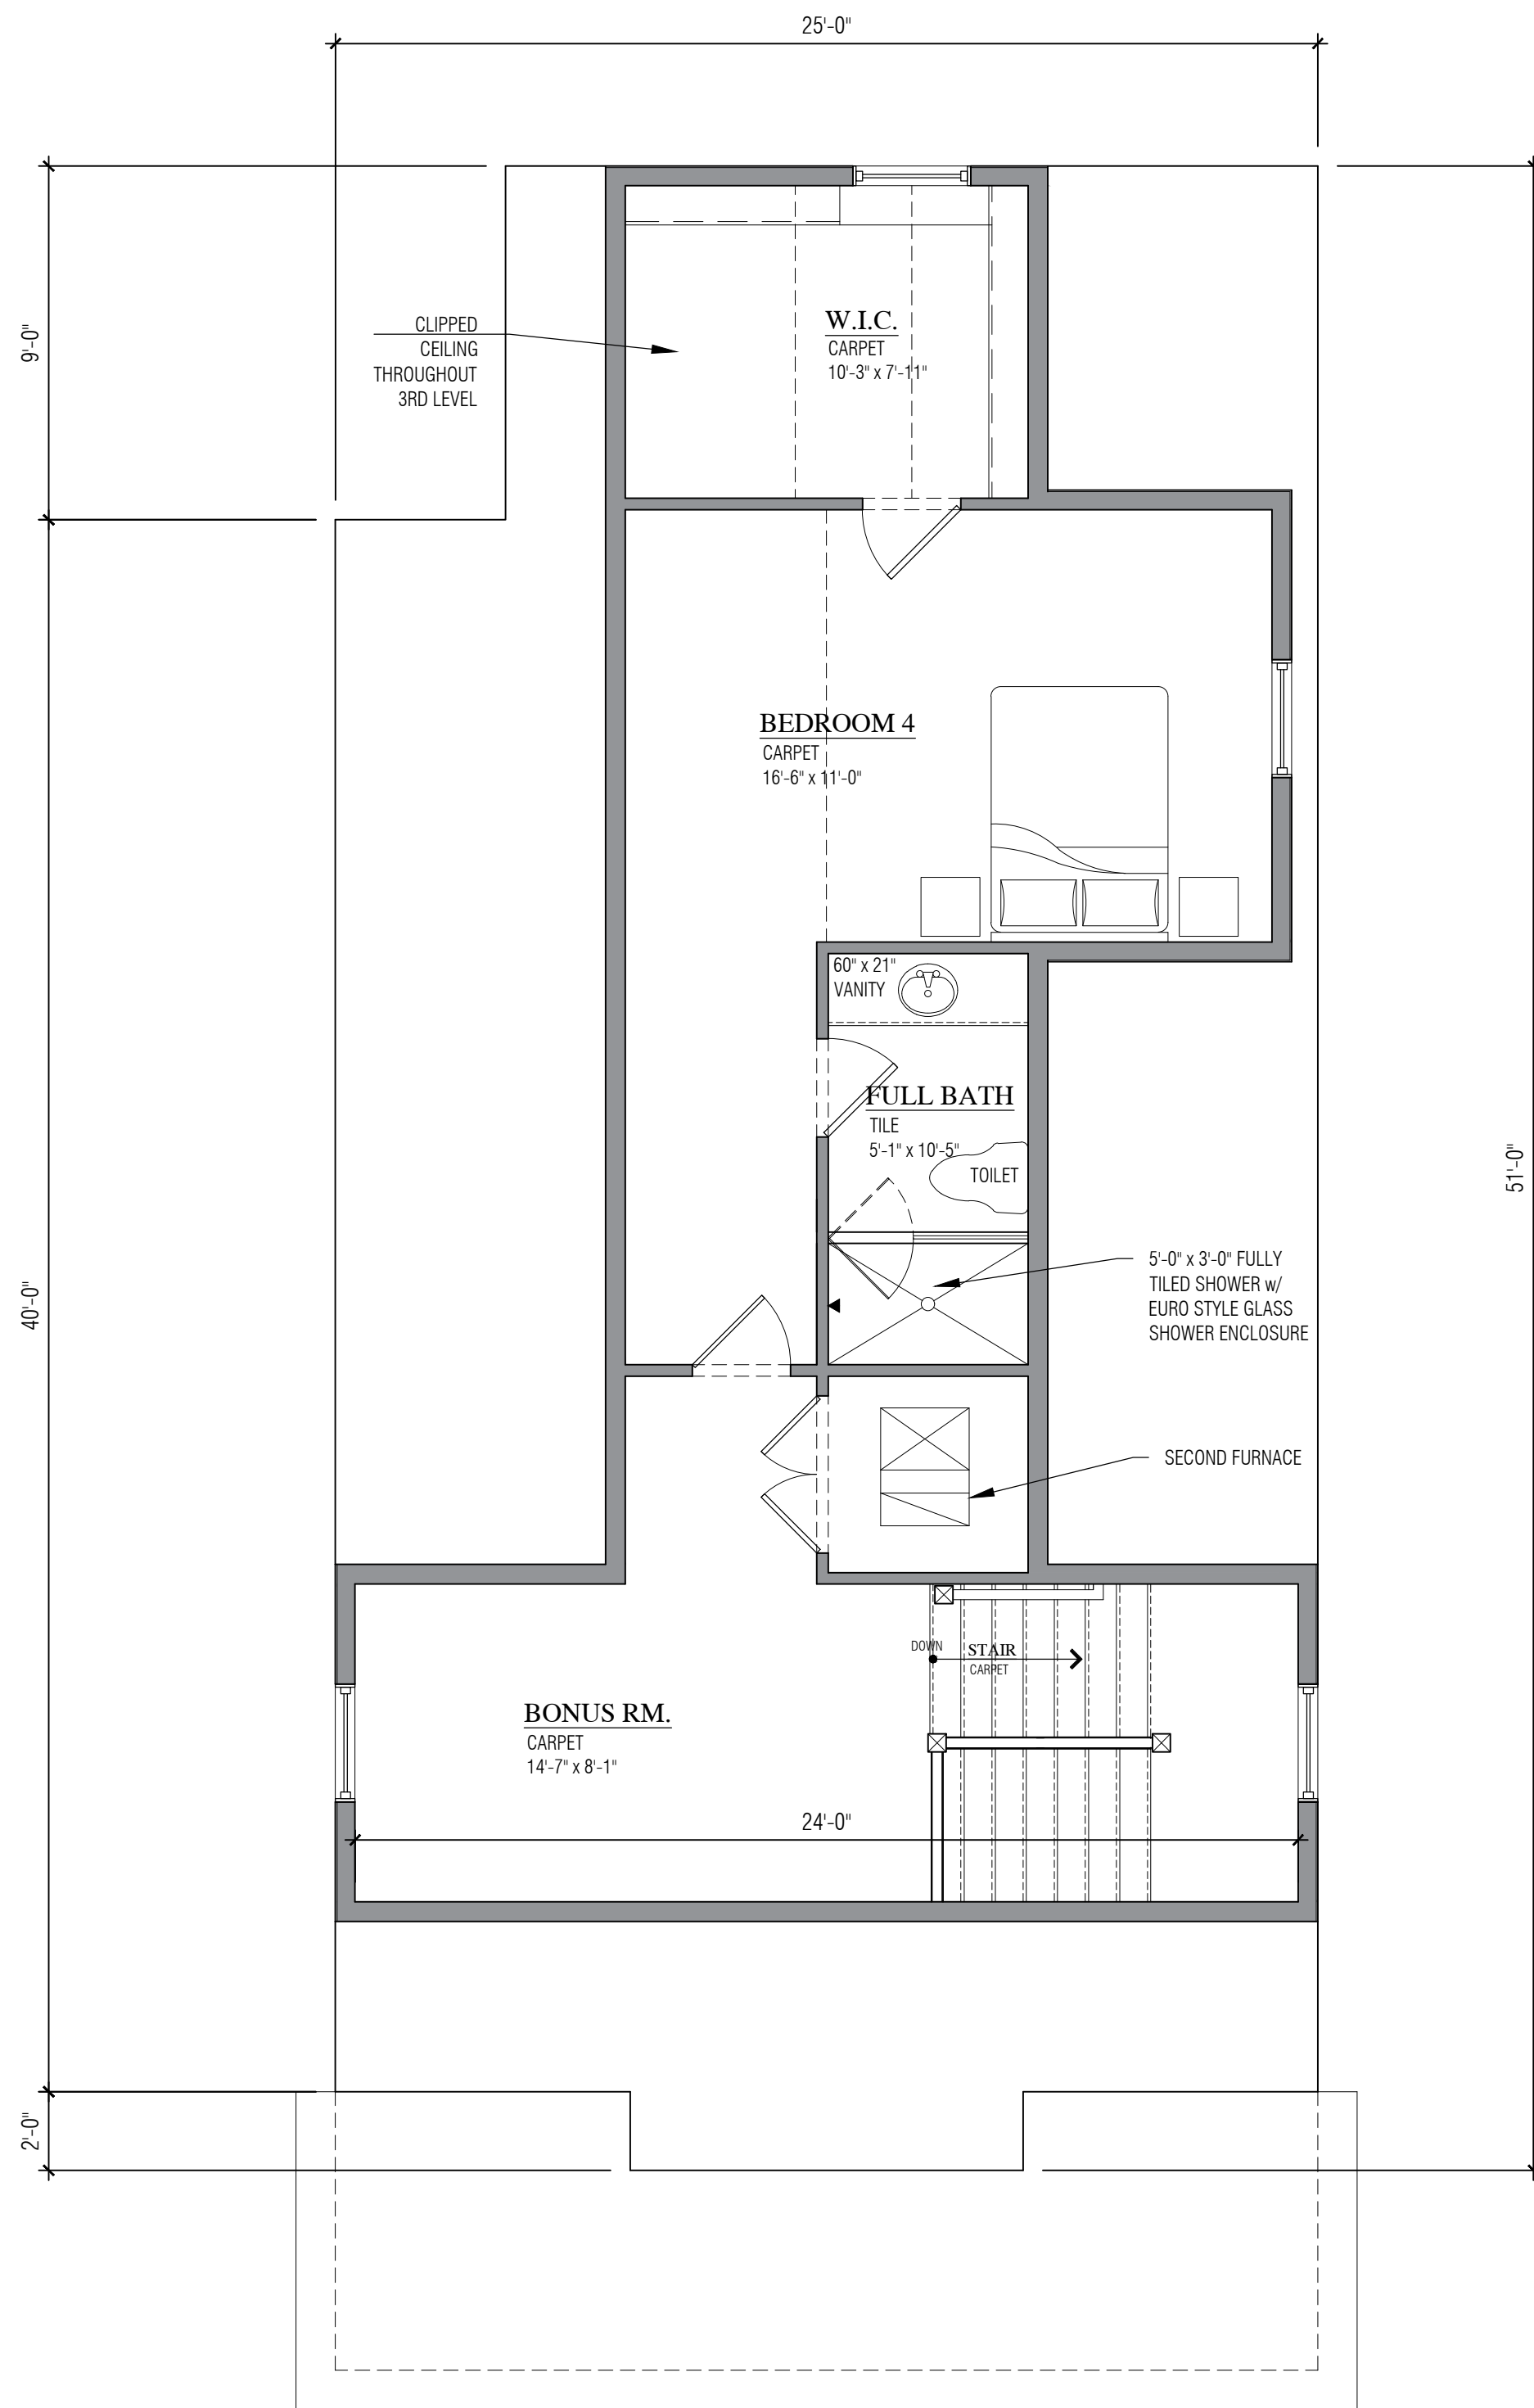 25'-0"
9'-0"
CLIPPED
CEILING
THROUGHOUT
3RD LEVEL
W.I.C.
CARPET
10'-3" x 7'-11"
BEDROOM 4
CARPET
16'-6" x 11'-0"
60" x 21"
VANITY
FULL BATH
TILE
5'-1" x 10'-5"
TOILET
51'-0"
40'-0"
5'-0" x 3'-0" FULLY
TILED SHOWER w/
EURO STYLE GLASS
SHOWER ENCLOSURE
SECOND FURNACE
DOWN
STAIR
CARPET
BONUS RM.
CARPET
14'-7" x 8'-1"
24'-0"
2'-0"